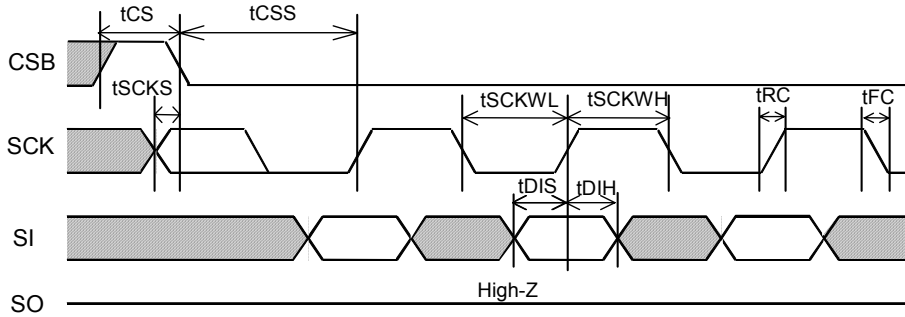 tCS
tCSS
CSB
tSCKS
tSCKWL
tSCKWH
tRC
tFC
SCK
tDIS
tDIH
SI
High-Z
SO